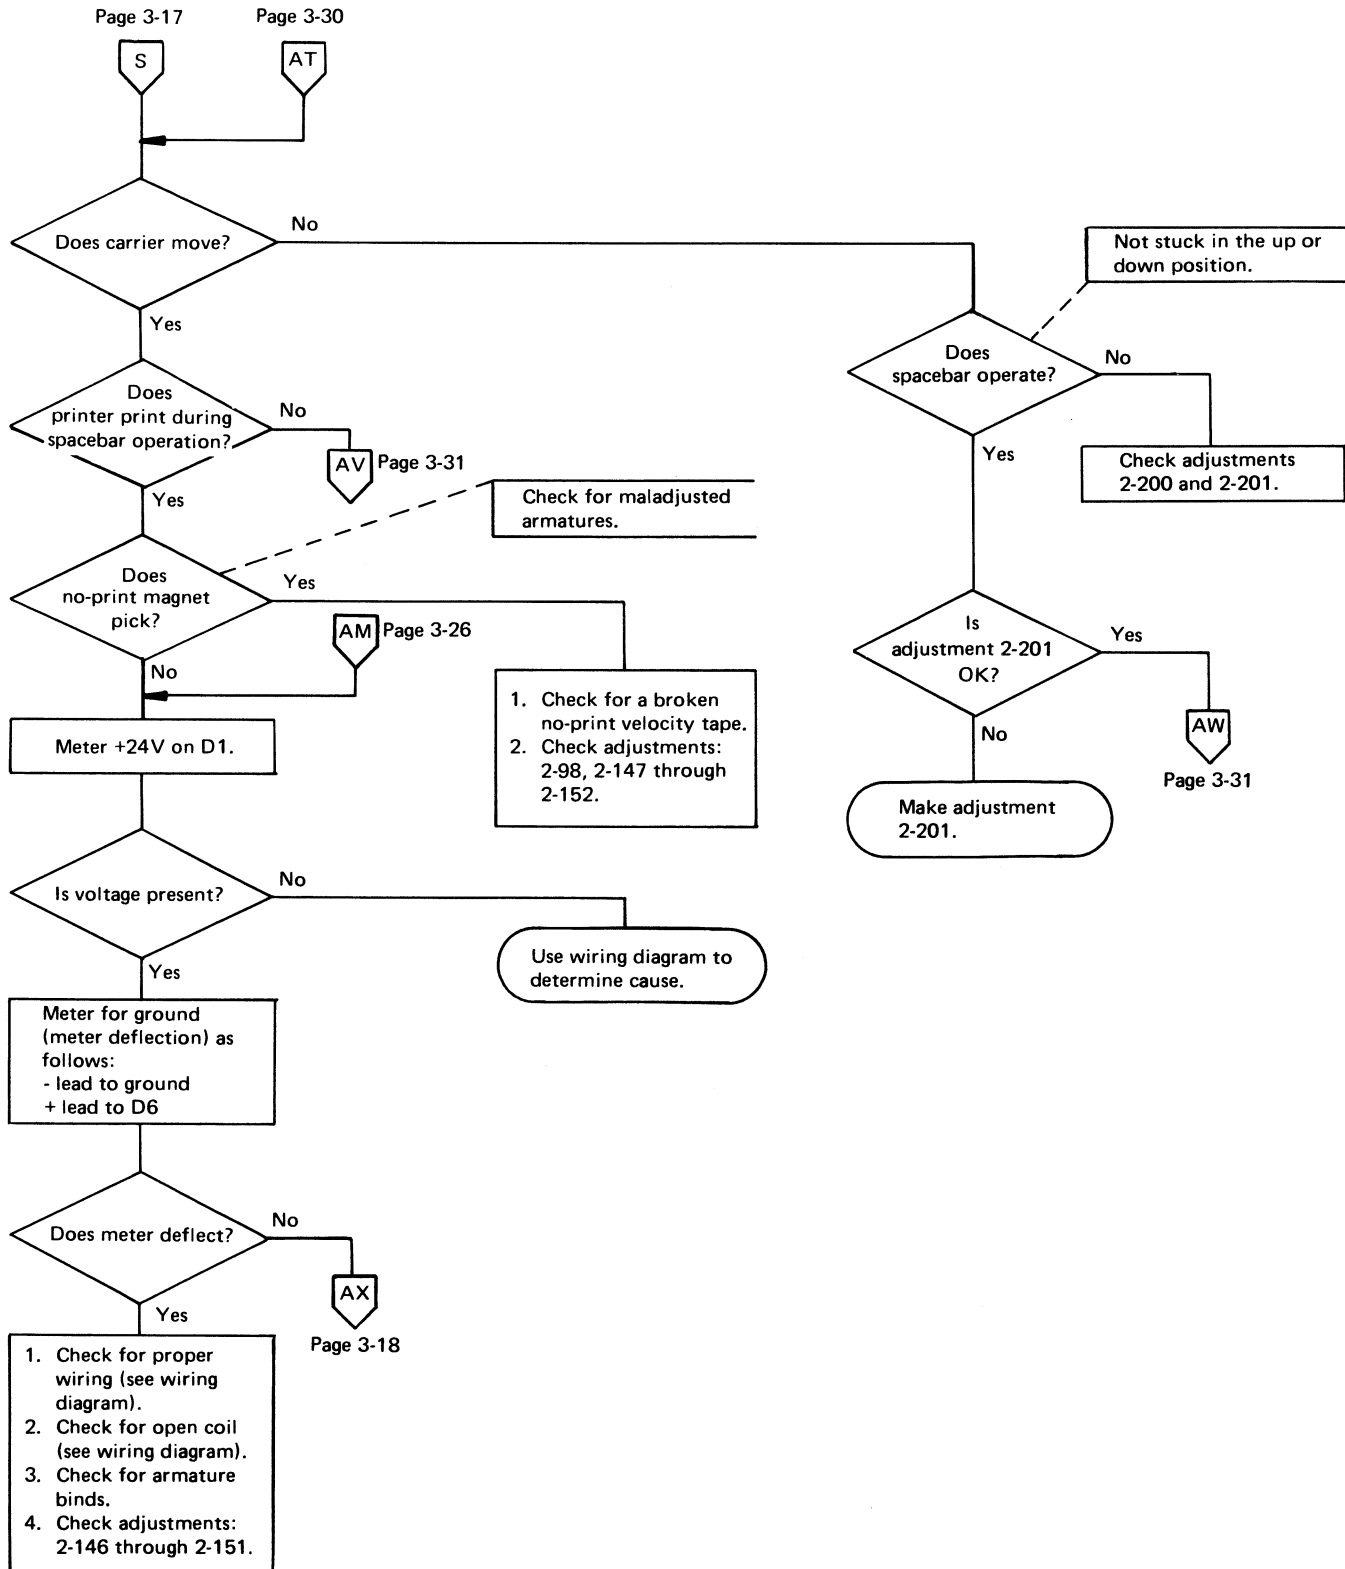 Page 3-17
Page 3-30
S
AT
Does carrier move?
No
Yes
Not stuck in the up or
down position.
Does
spacebar operate?
No
Yes
Check adjustments
2-200 and 2-201.
Does
printer print during
spacebar operation?
No
Yes
AV
Page 3-31
Check for maladjusted
armatures.
Does
no-print magnet
pick?
Yes
No
AM
Page 3-26
1. Check for a broken
no-print velocity tape.
2. Check adjustments:
2-98, 2-147 through
2-152.
Is
adjustment 2-201
OK?
Yes
No
AW
Page 3-31
Make adjustment
2-201.
Meter +24V on D1.
Is voltage present?
No
Yes
Use wiring diagram to
determine cause.
Meter for ground
(meter deflection) as
follows:
- lead to ground
+ lead to D6
Does meter deflect?
No
Yes
AX
Page 3-18
1. Check for proper
wiring (see wiring
diagram).
2. Check for open coil
(see wiring diagram).
3. Check for armature
binds.
4. Check adjustments:
2-146 through 2-151.